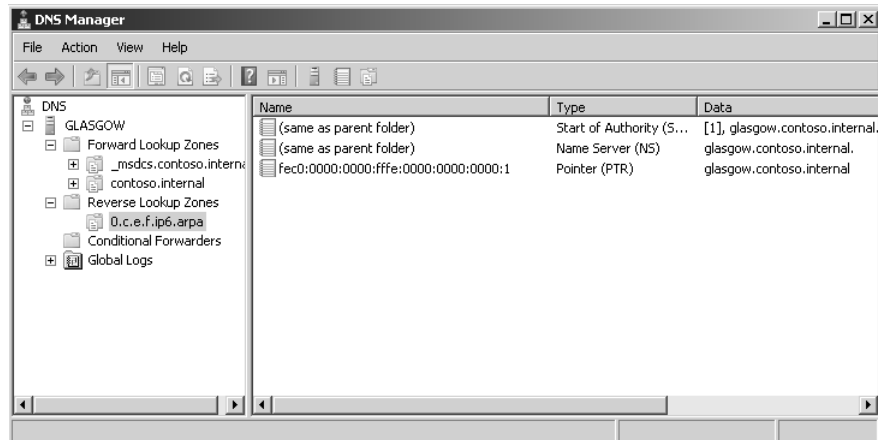 DNS Manager
File Action View Help
DNS
GLASGOW
Forward Lookup Zones
_msdcs.contoso.interna
contoso.internal
Reverse Lookup Zones
0.c.e.f.ip6.arpa
Conditional Forwarders
Global Logs
Name Type Data
(same as parent folder) Start of Authority (S... [1], glasgow.contoso.internal.
(same as parent folder) Name Server (NS) glasgow.contoso.internal.
fec0:0000:0000:fffe:0000:0000:0000:1 Pointer (PTR) glasgow.contoso.internal